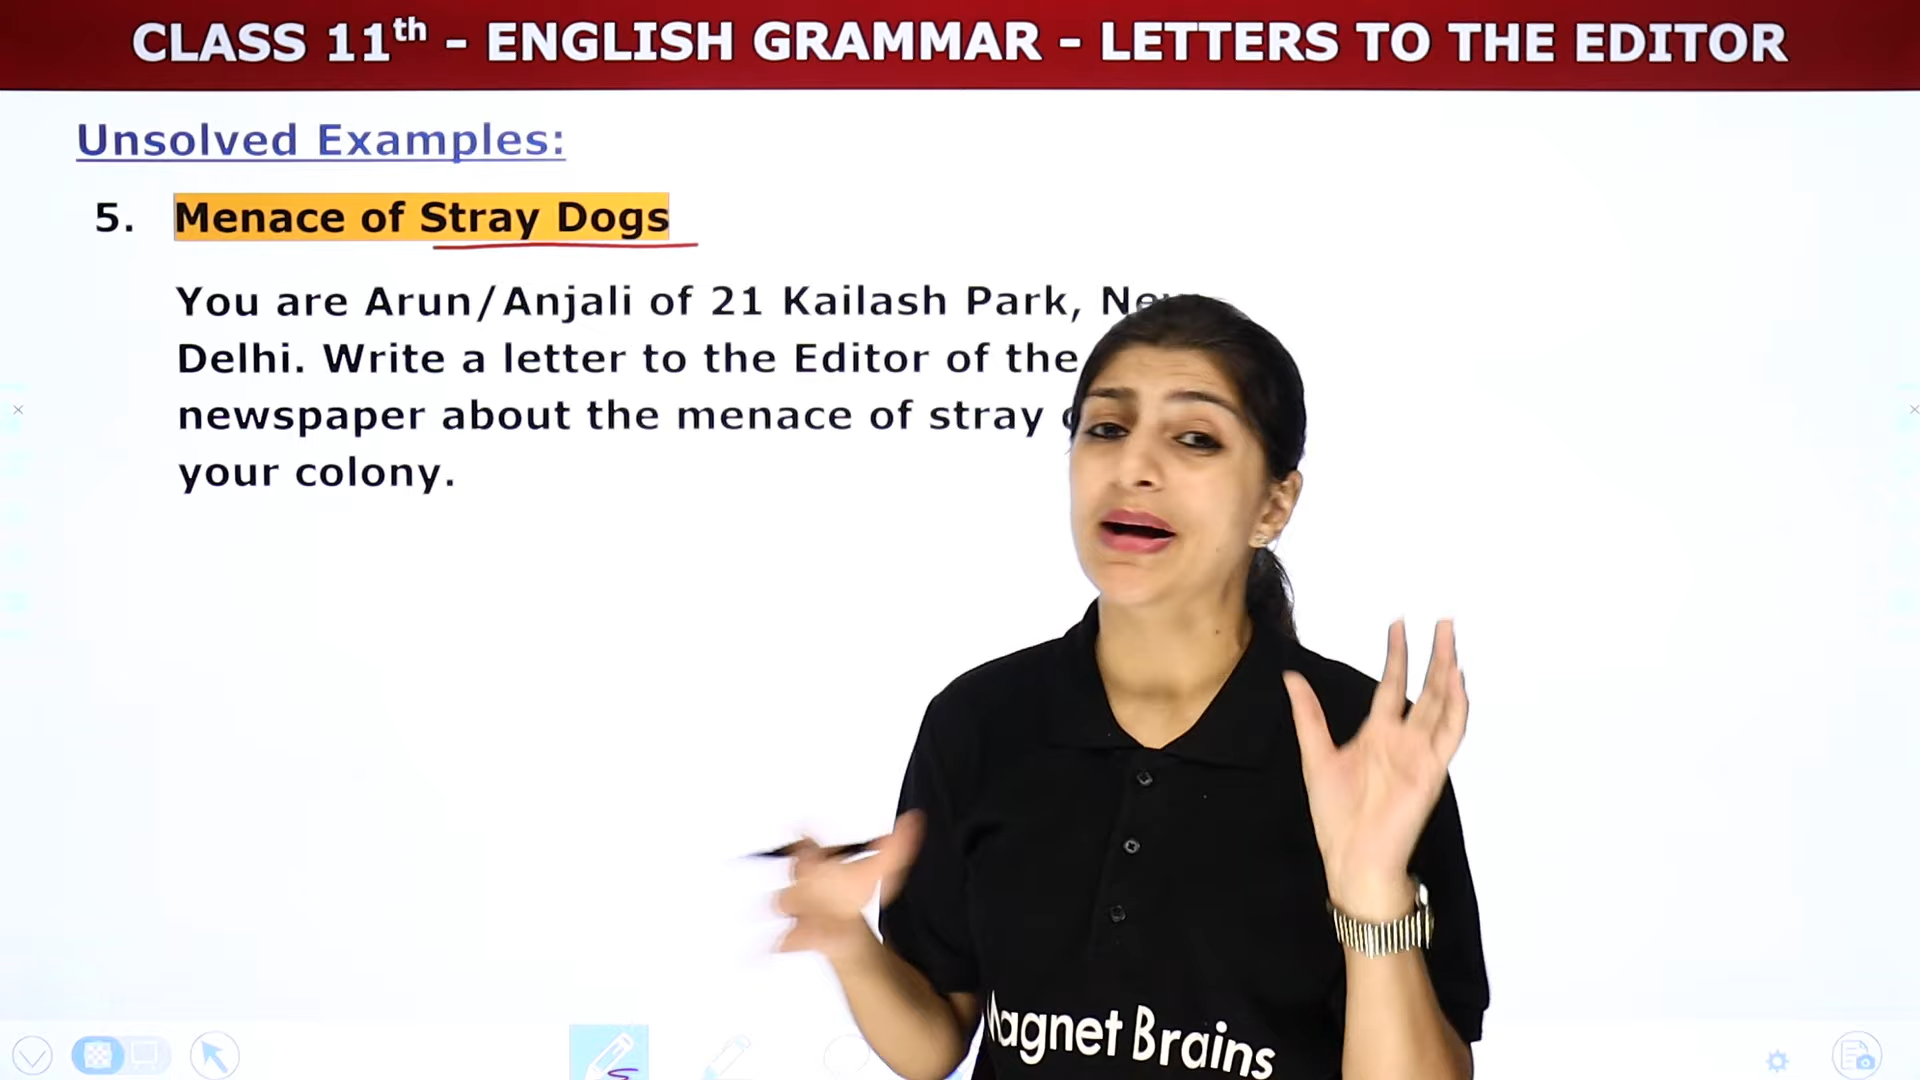 CLASS 11th - ENGLISH GRAMMAR - LETTERS TO THE EDITOR
Unsolved Examples:
5. Menace of Stray Dogs
You are Arun/Anjali of 21 Kailash Park,
Delhi. Write a letter to the Editor of the
newspaper about the menace of stray
your colony.
Magnet Brains